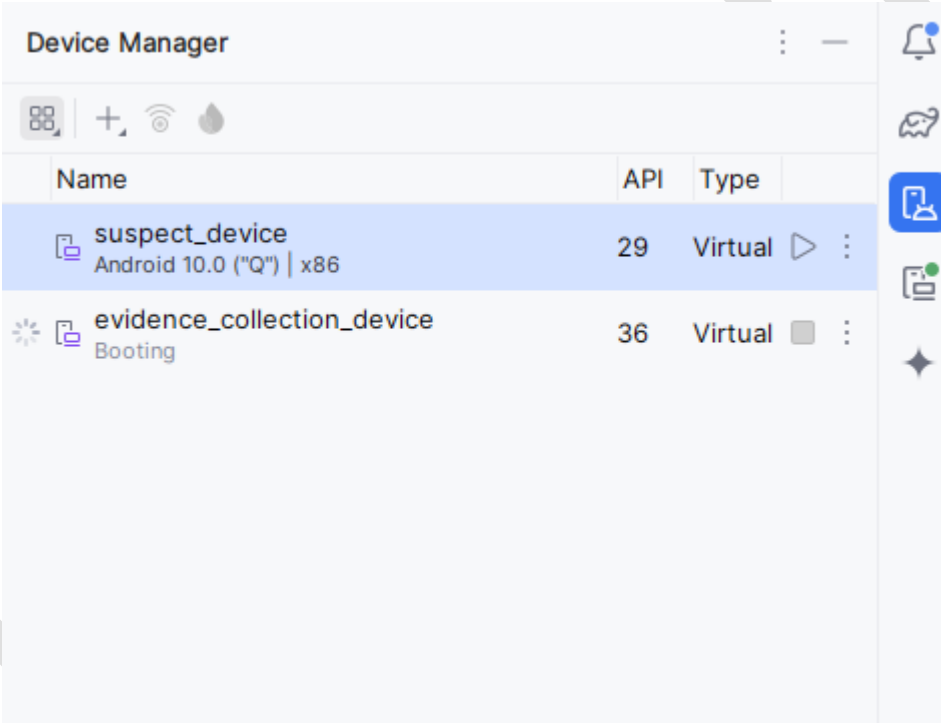 Device Manager
Name API Type
suspect_device
Android 10.0 ("Q") | x86
29 Virtual
evidence_collection_device
Booting
36 Virtual